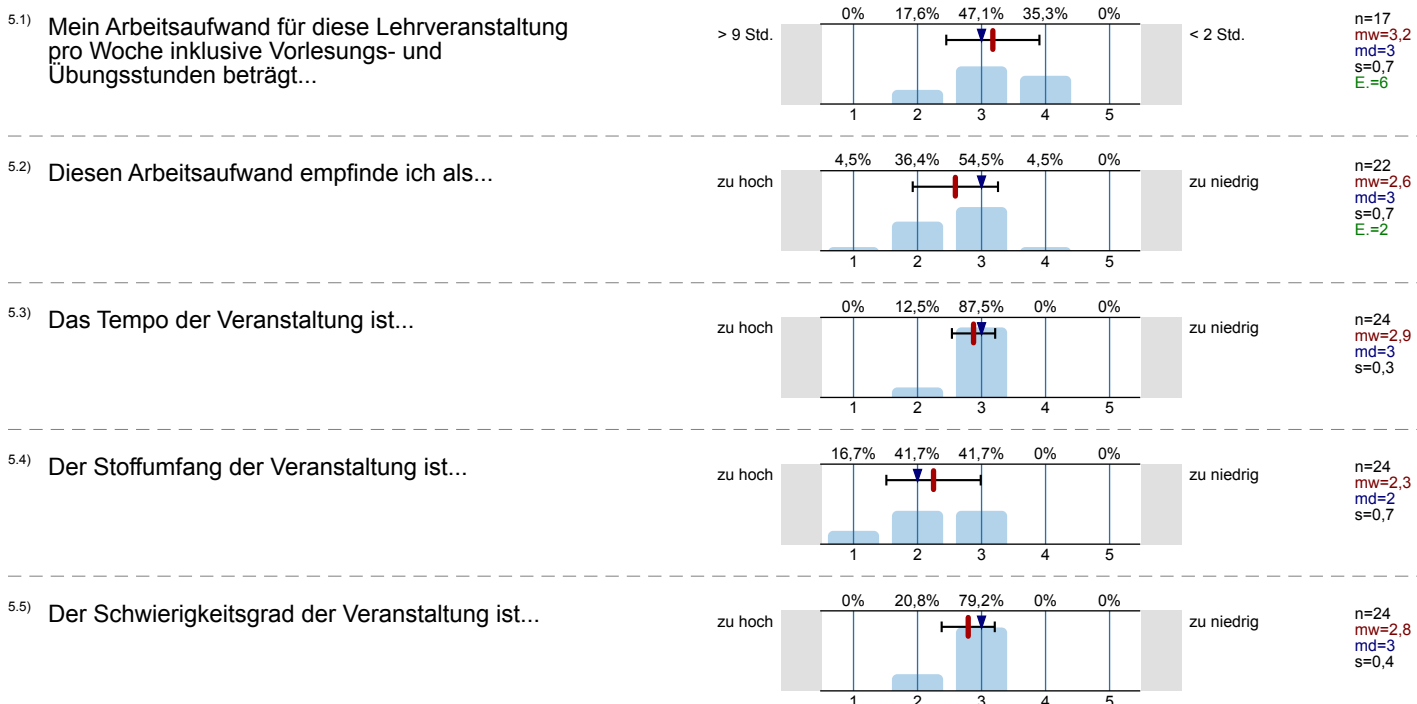 5.1) Mein Arbeitsaufwand für diese Lehrveranstaltung
pro Woche inklusive Vorlesungs- und
Übungsstunden beträgt...
0% 17,6% 47,1% 35,3% 0%
> 9 Std.
< 2 Std.
1 2 3 4 5
n=17
mw=3,2
md=3
s=0,7
E.=6
5.2) Diesen Arbeitsaufwand empfinde ich als...
4,5% 36,4% 54,5% 4,5% 0%
zu hoch
zu niedrig
1 2 3 4 5
n=22
mw=2,6
md=3
s=0,7
E.=2
5.3) Das Tempo der Veranstaltung ist...
0% 12,5% 87,5% 0% 0%
zu hoch
zu niedrig
1 2 3 4 5
n=24
mw=2,9
md=3
s=0,3
5.4) Der Stoffumfang der Veranstaltung ist...
16,7% 41,7% 41,7% 0% 0%
zu hoch
zu niedrig
1 2 3 4 5
n=24
mw=2,3
md=2
s=0,7
5.5) Der Schwierigkeitsgrad der Veranstaltung ist...
0% 20,8% 79,2% 0% 0%
zu hoch
zu niedrig
1 2 3 4 5
n=24
mw=2,8
md=3
s=0,4